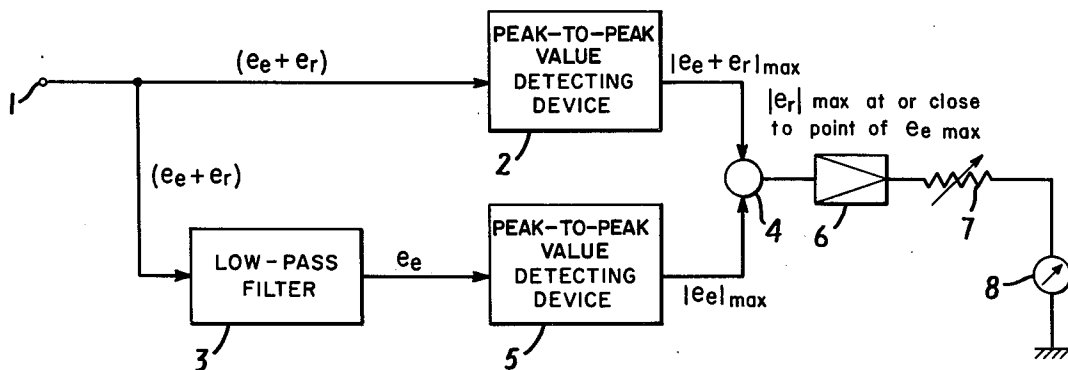 1
(ee + er)
PEAK-TO-PEAK
VALUE
DETECTING
DEVICE
2
|ee + er|max
|er| max at or close
to point of ee max
(ee + er)
LOW-PASS
FILTER
3
ee
PEAK-TO-PEAK
VALUE
DETECTING
DEVICE
5
|ee|max
4
6
7
8